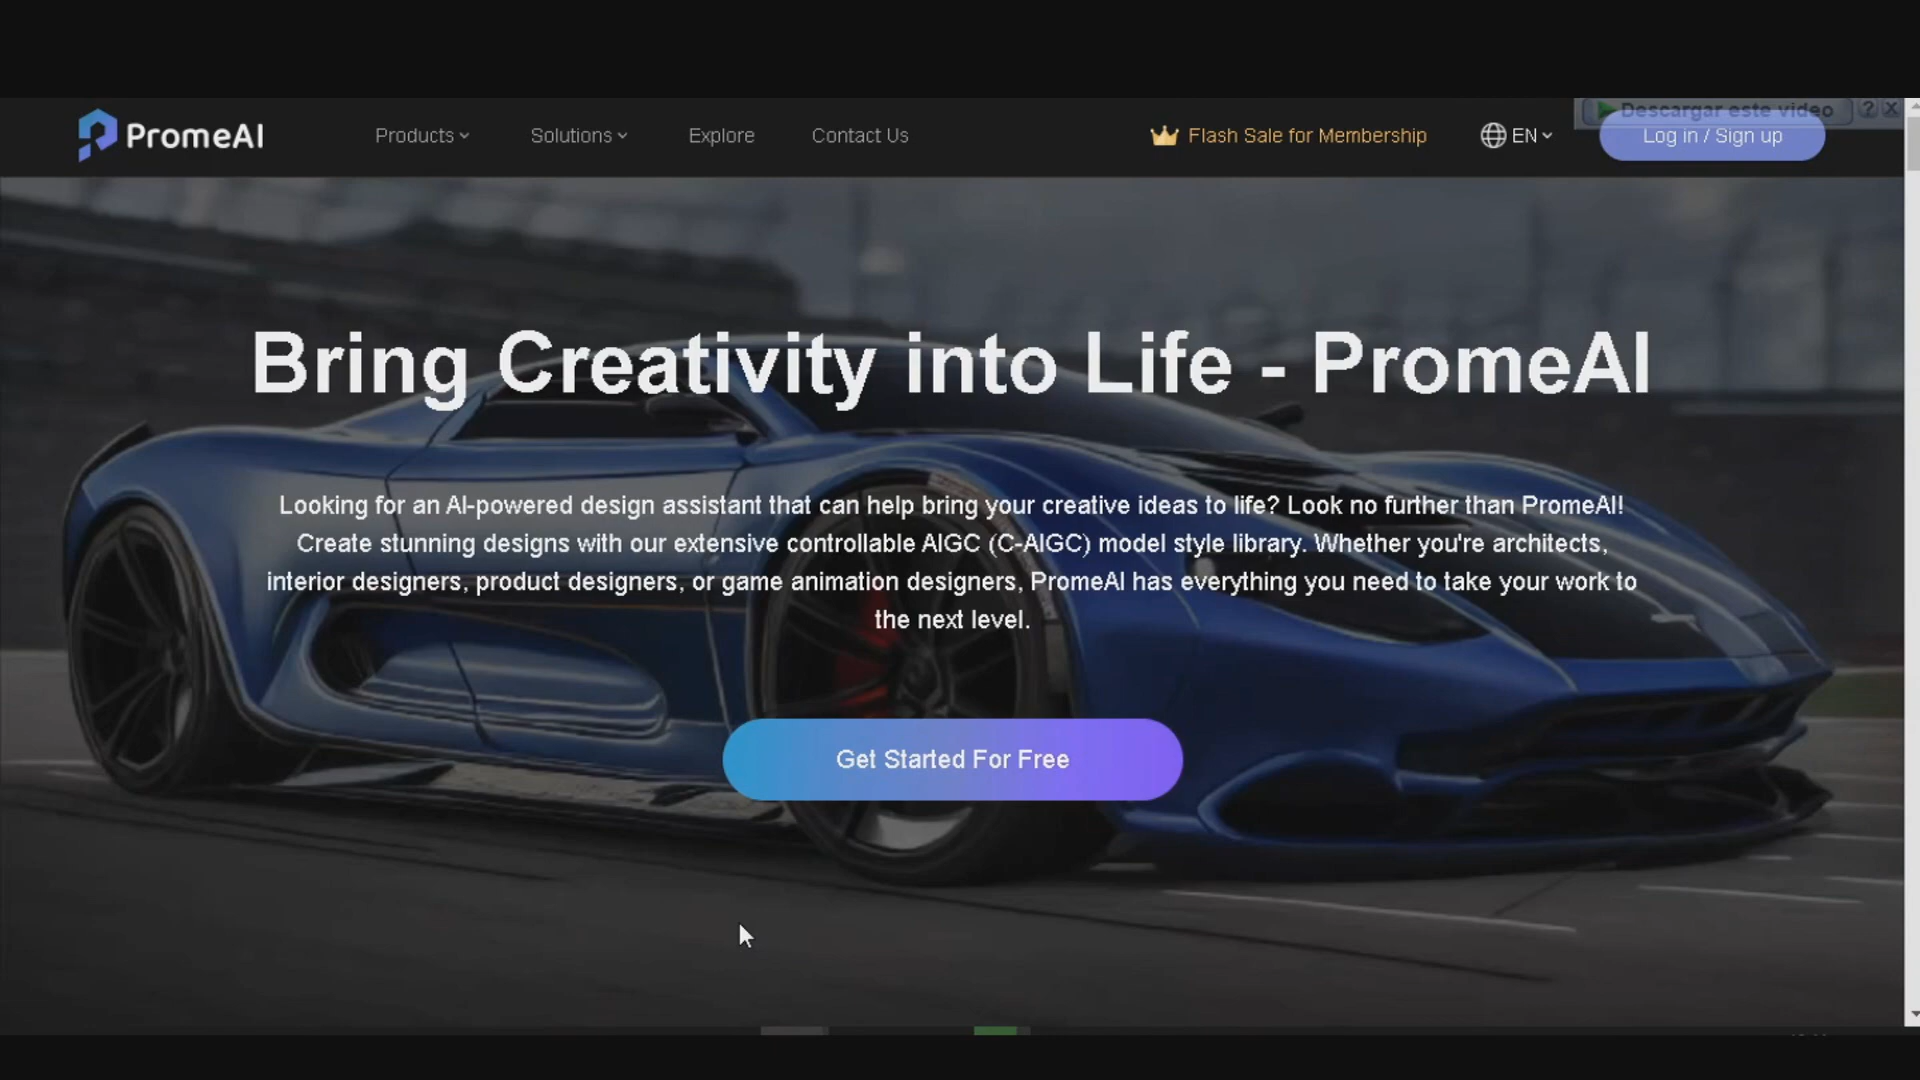 PromeAI
Products
Solutions
Explore
Contact Us
Flash Sale for Membership
EN
Descargar este video
?
X
Log in / Sign up
Bring Creativity into Life - PromeAI
Looking for an AI-powered design assistant that can help bring your creative ideas to life? Look no further than PromeAI!
Create stunning designs with our extensive controllable AIGC (C-AIGC) model style library. Whether you're architects,
interior designers, product designers, or game animation designers, PromeAI has everything you need to take your work to
the next level.
Get Started For Free